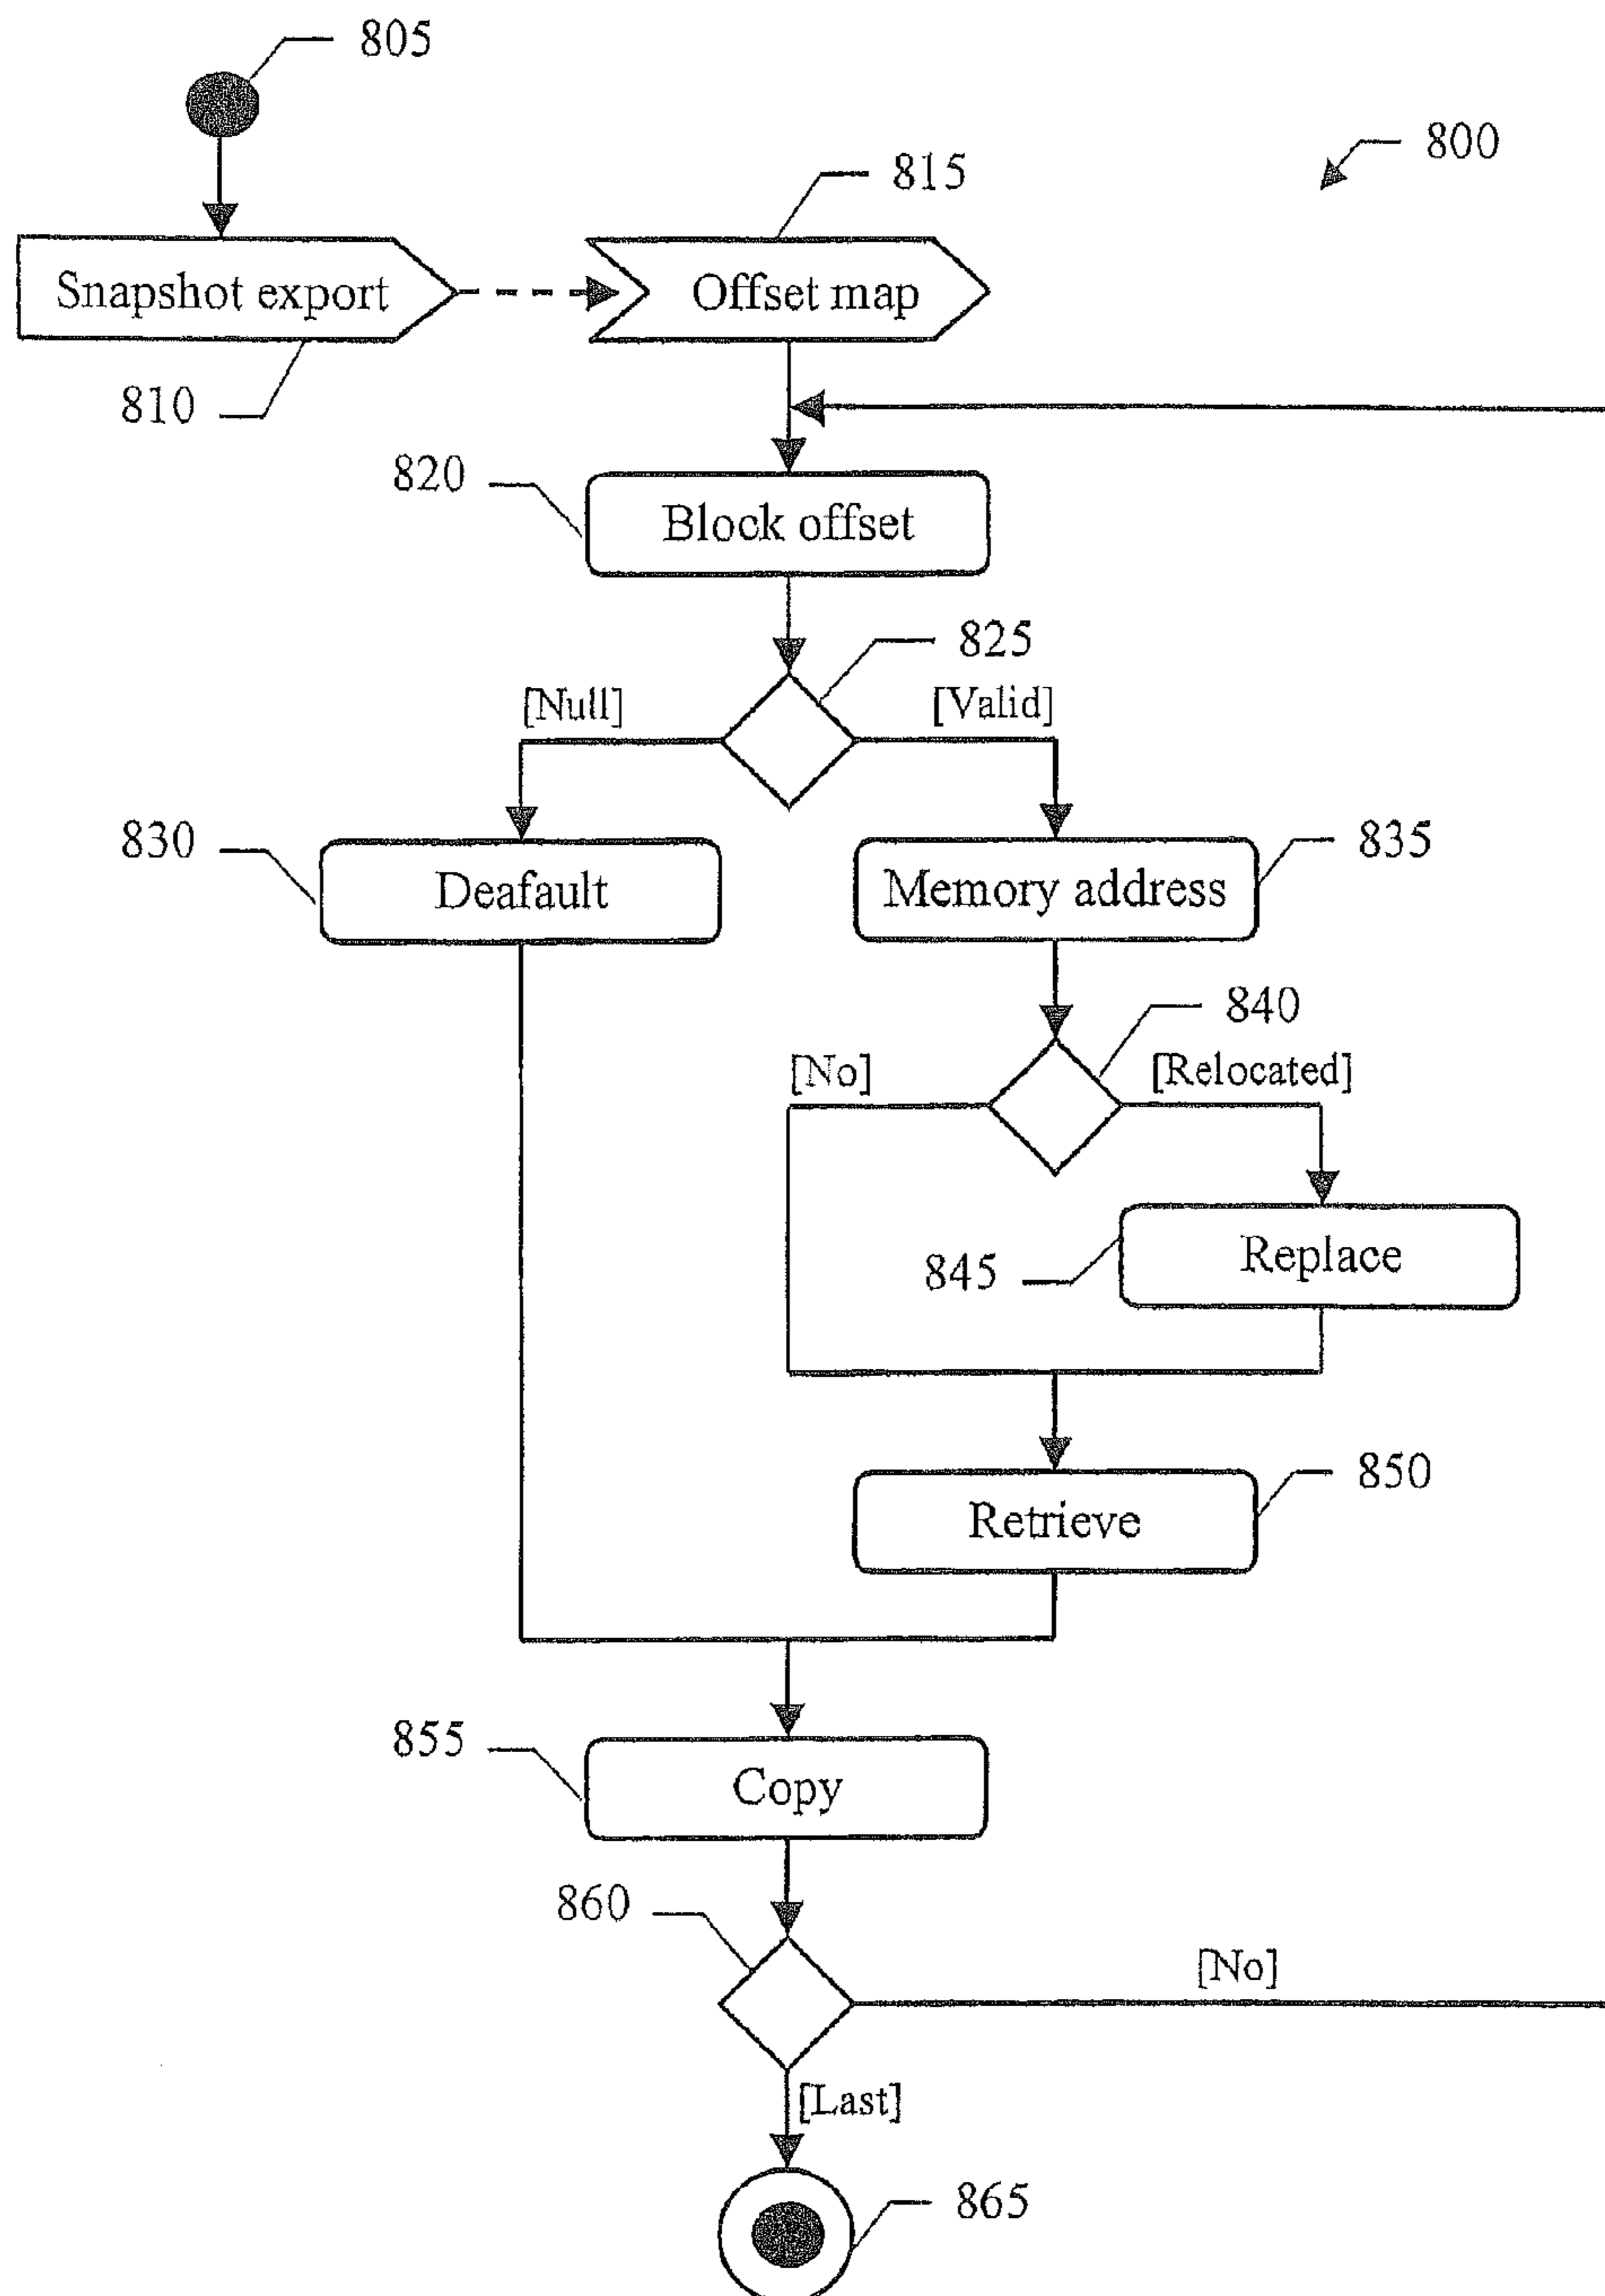 805
800
815
Snapshot export
Offset map
810
820
Block offset
825
[Null]
[Valid]
830
835
Deafault
Memory address
840
[No]
[Relocated]
845
Replace
850
Retrieve
855
Copy
860
[No]
[Last]
865